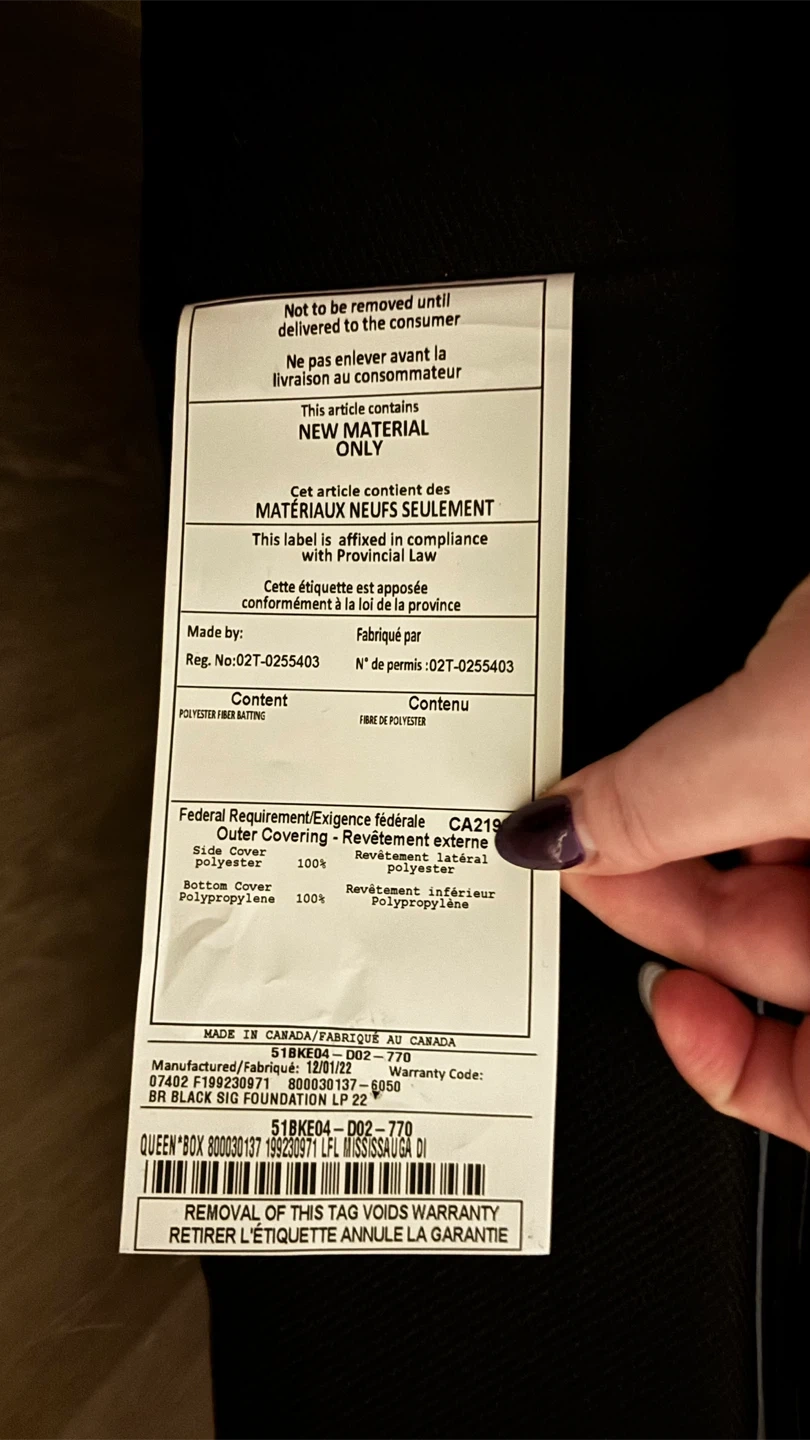 Not to be removed until
delivered to the consumer
Ne pas enlever avant la
livraison au consommateur
This article contains
NEW MATERIAL
ONLY
Cet article contient des
MATÉRIAUX NEUFS SEULEMENT
This label is affixed in compliance
with Provincial Law
Cette étiquette est apposée
conformément à la loi de la province
Made by: Fabriqué par
Reg. No:02T-0255403 N° de permis :02T-0255403
Content Contenu
POLYESTER FIBER BATTING FIBRE DE POLYESTER
Federal Requirement/Exigence fédérale CA219
Outer Covering - Revêtement externe
Side Cover Revêtement latéral
polyester 100% polyester
Bottom Cover Revêtement inférieur
Polypropylene 100% Polypropylène
MADE IN CANADA/FABRIQUÉ AU CANADA
51BKE04-D02-770
Manufactured/Fabriqué: 12/01/22 Warranty Code:
07402 F199230971 800030137-6050
BR BLACK SIG FOUNDATION LP 22
51BKE04-D02-770
QUEEN*BOX 800030137 199230971 LFL MISSISSAUGA DI
REMOVAL OF THIS TAG VOIDS WARRANTY
RETIRER L'ÉTIQUETTE ANNULE LA GARANTIE